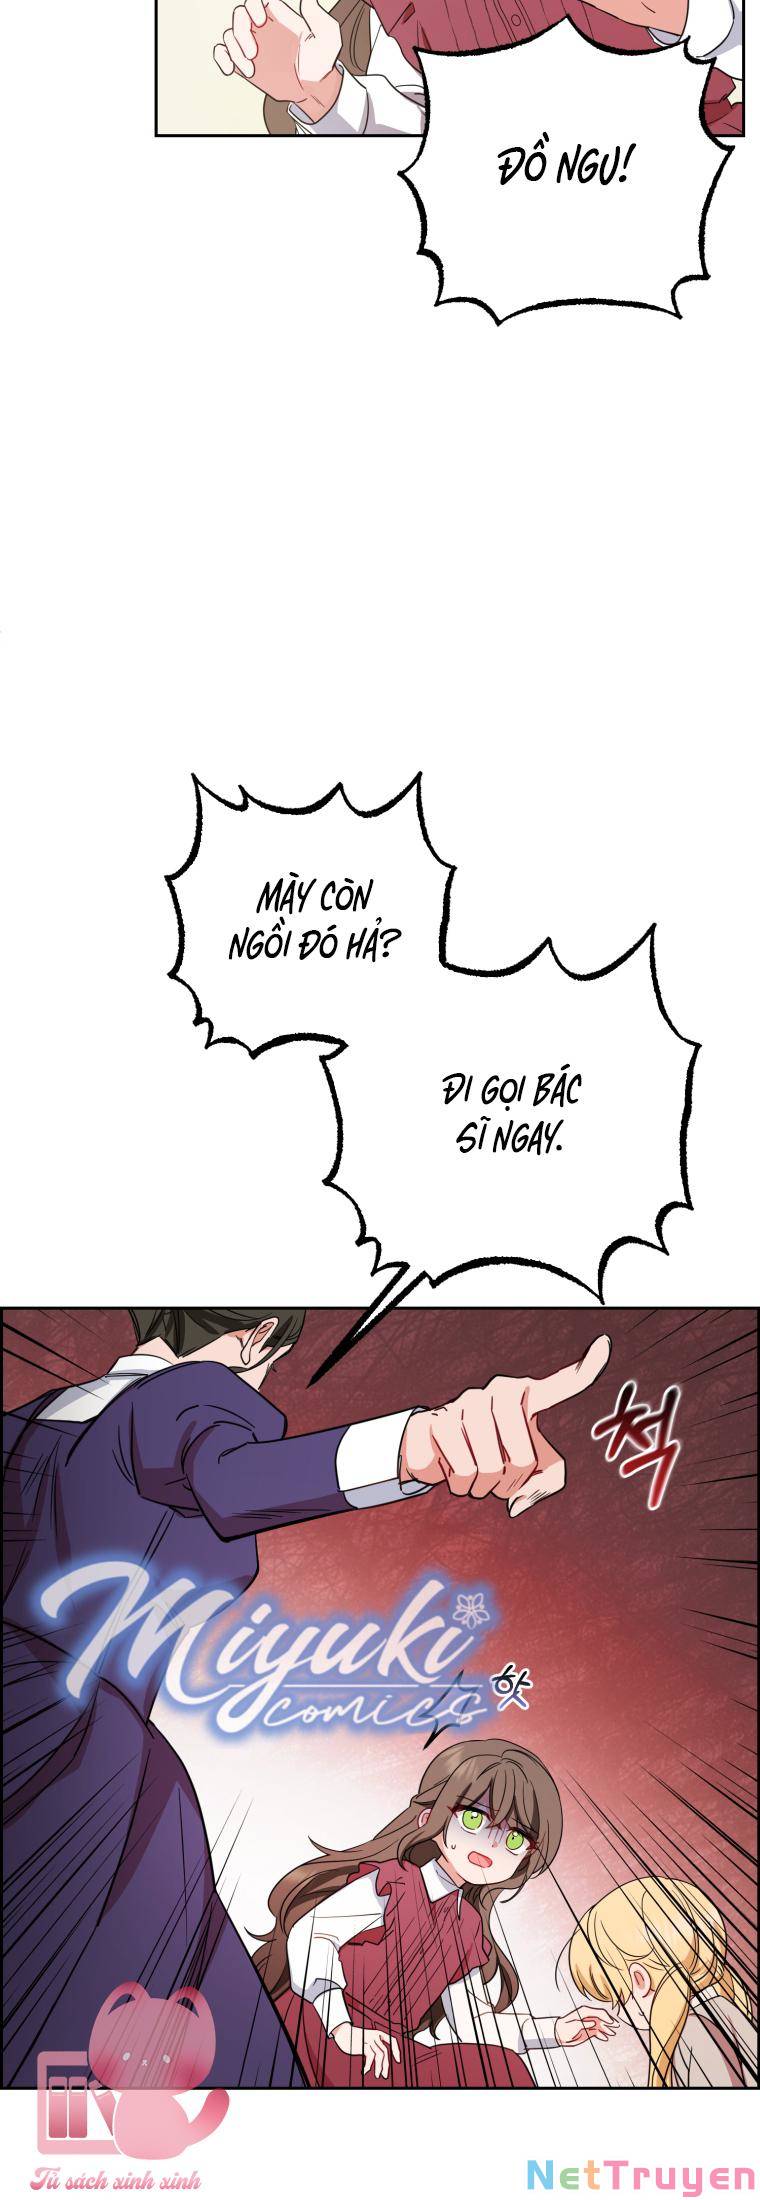 ĐỒ NGU!
MÀY CÒN
NGỒI ĐÓ HẢ?
ĐI GỌI BÁC
SĨ NGAY.
척
핫
Miyuki
comics
Tủ sách xinh xinh
NetTruyen